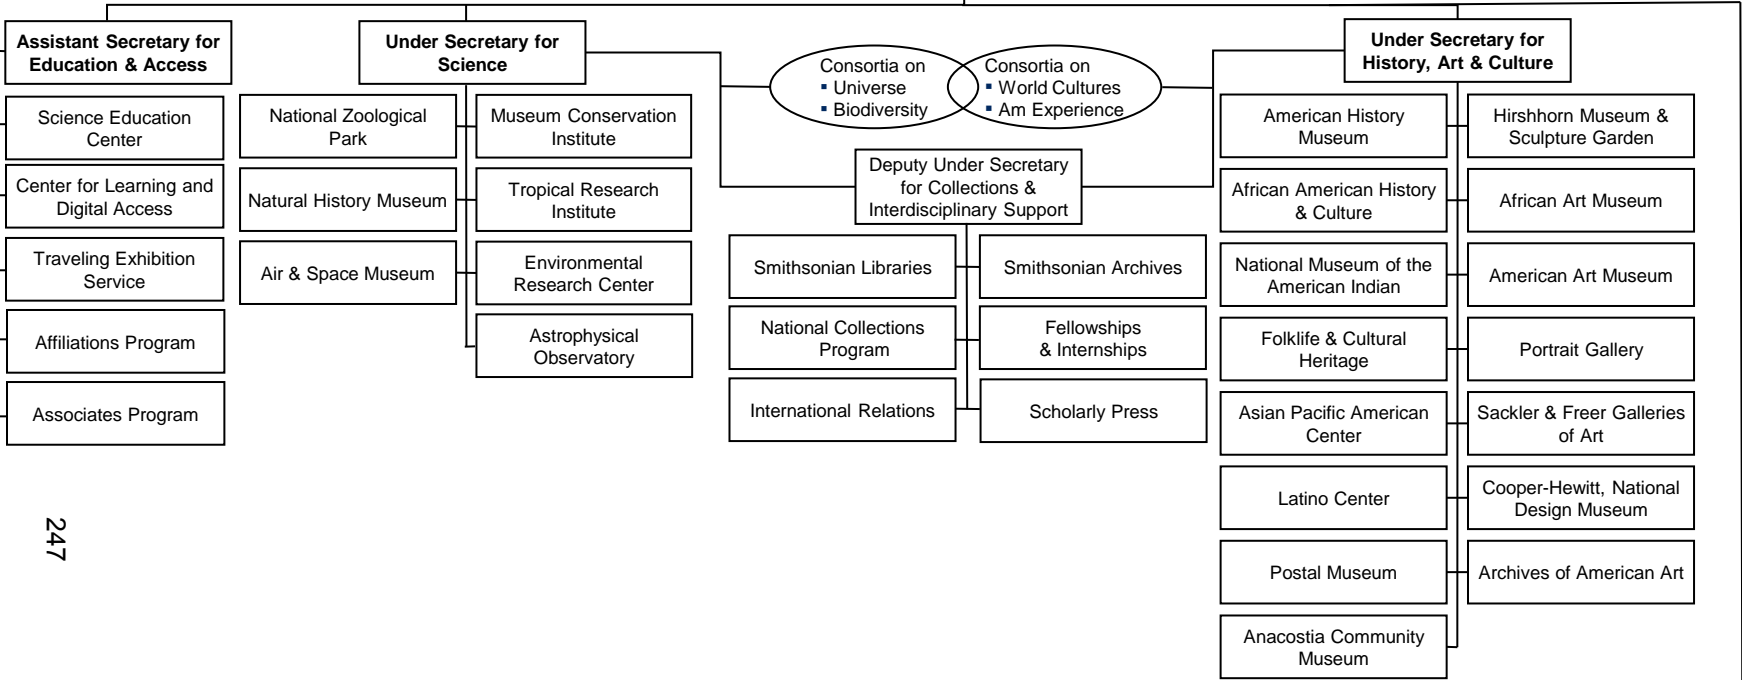 Assistant Secretary for
Education & Access
Science Education
Center
Center for Learning and
Digital Access
Traveling Exhibition
Service
Affiliations Program
Associates Program
Under Secretary for
Science
National Zoological
Park
Natural History Museum
Air & Space Museum
Museum Conservation
Institute
Tropical Research
Institute
Environmental
Research Center
Astrophysical
Observatory
Consortia on
▪ Universe
▪ Biodiversity
Consortia on
▪ World Cultures
▪ Am Experience
Deputy Under Secretary
for Collections &
Interdisciplinary Support
Smithsonian Libraries
National Collections
Program
International Relations
Smithsonian Archives
Fellowships
& Internships
Scholarly Press
Under Secretary for
History, Art & Culture
American History
Museum
African American History
& Culture
National Museum of the
American Indian
Folklife & Cultural
Heritage
Asian Pacific American
Center
Latino Center
Postal Museum
Anacostia Community
Museum
Hirshhorn Museum &
Sculpture Garden
African Art Museum
American Art Museum
Portrait Gallery
Sackler & Freer Galleries
of Art
Cooper-Hewitt, National
Design Museum
Archives of American Art
247